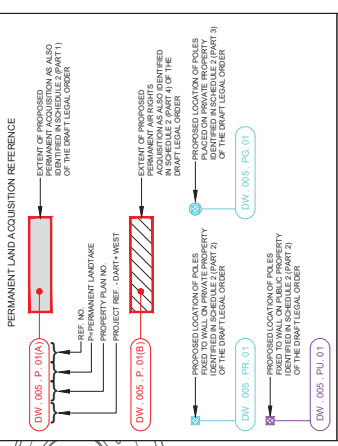 PERMANENT LAND ACQUISITION REFERENCE
DW . 005 . P . 01(A)
REF. NO.
P=PERMANENT LANDTAKE
PROPERTY PLAN NO.
PROJECT REF. - DART+ WEST
EXTENT OF PROPOSED
PERMANENT ACQUISITION AS ALSO
IDENTIFIED IN SCHEDULE 2 (PART 1)
OF THE DRAFT LEGAL ORDER
DW . 005 . P . 01(B)
EXTENT OF PROPOSED
PERMANENT AIR RIGHTS
ACQUISITION AS ALSO IDENTIFIED
IN SCHEDULE 2 (PART 4) OF THE
DRAFT LEGAL ORDER
PROPOSED LOCATION OF POLES
FIXED TO WALL ON PRIVATE PROPERTY
IDENTIFIED IN SCHEDULE 2 (PART 2)
OF THE DRAFT LEGAL ORDER
DW . 005 . PR. 01
PROPOSED LOCATION OF POLES
PLACED ON PRIVATE PROPERTY
IDENTIFIED IN SCHEDULE 2 (PART 3)
OF THE DRAFT LEGAL ORDER
DW . 005 . PG. 01
PROPOSED LOCATION OF POLES
FIXED TO WALL ON PUBLIC PROPERTY
IDENTIFIED IN SCHEDULE 2 (PART 2)
OF THE DRAFT LEGAL ORDER
DW . 005 . PU. 01